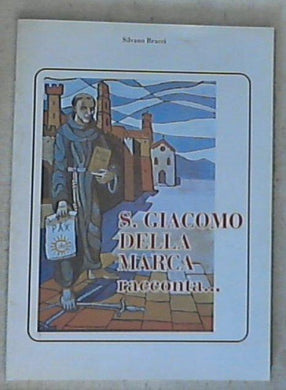 Silvano Bracci
PAX
S. GIACOMO
DELLA
MARCA
racconta...